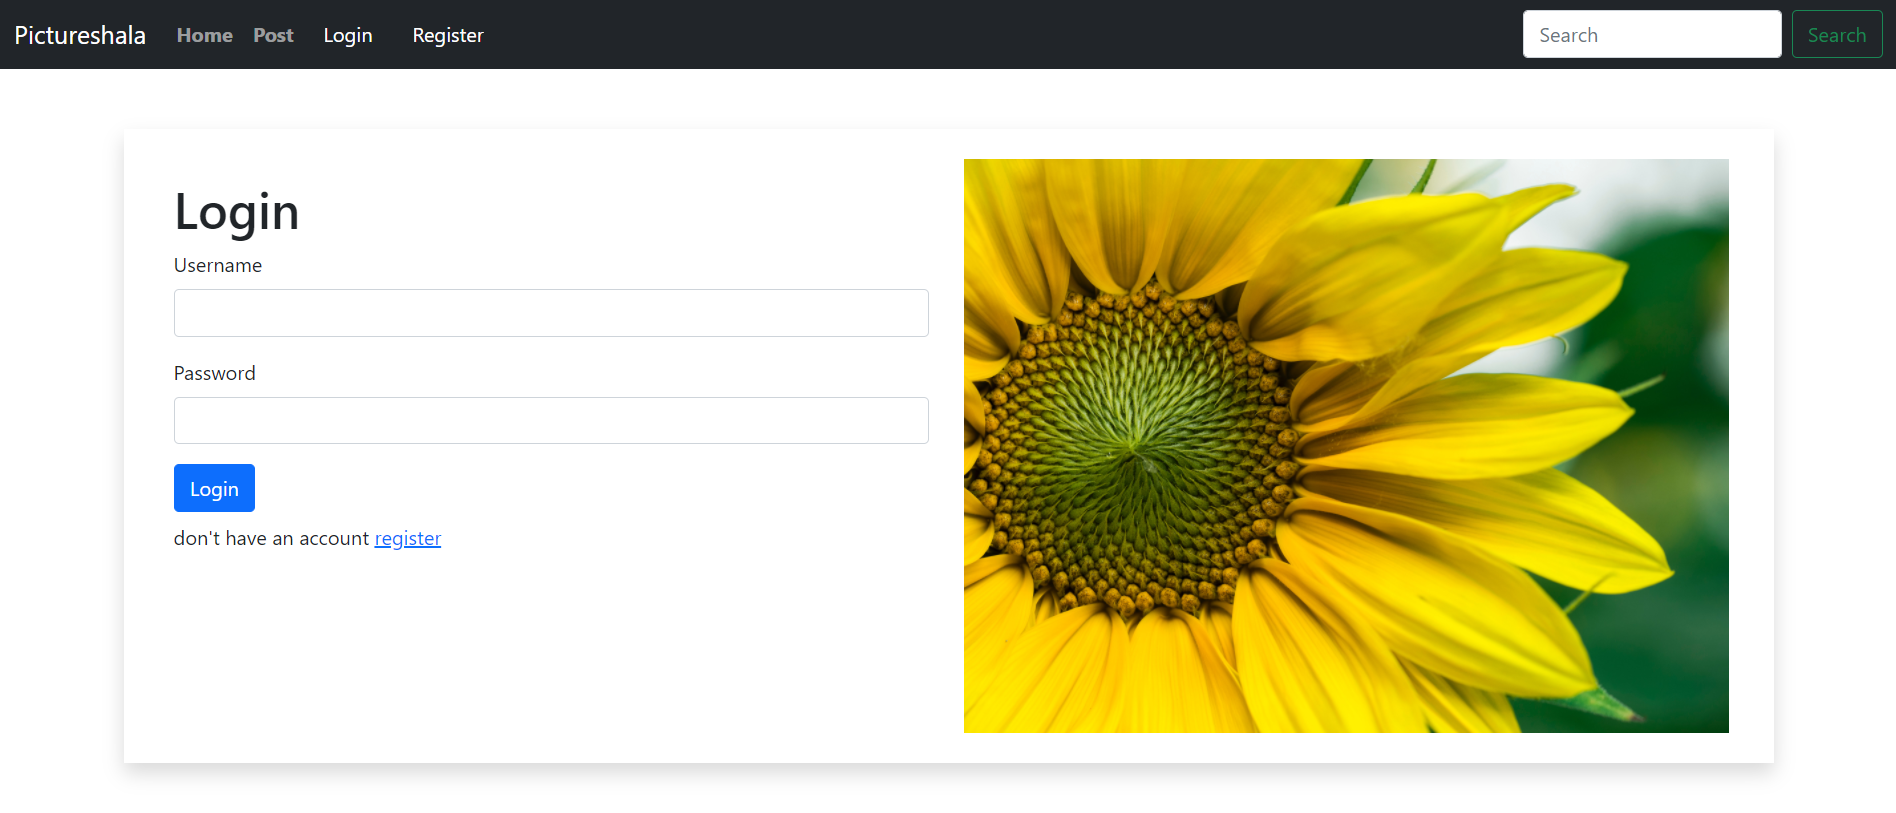 Pictureshala Home Post Login Register Search Search
Login
Username
Password
Login
don't have an account register